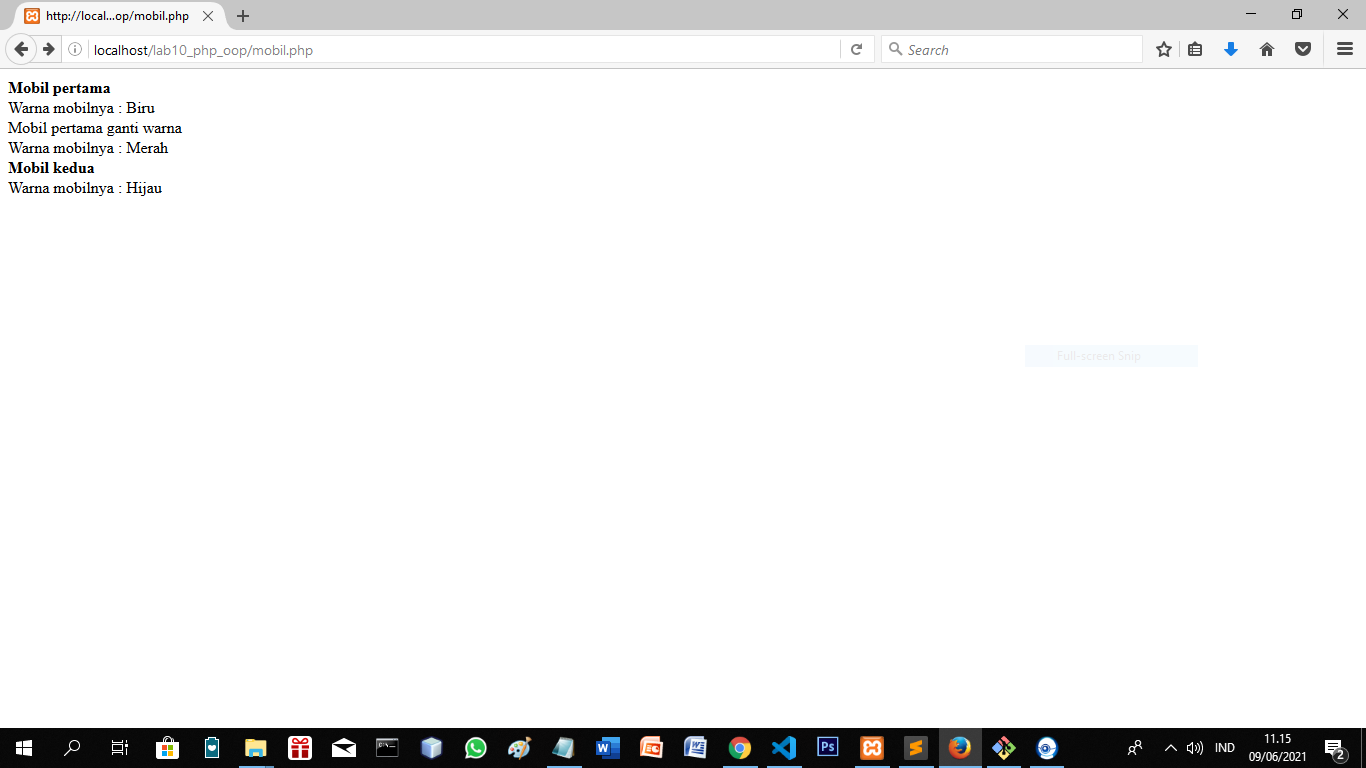 http://local...op/mobil.php
localhost/lab10_php_oop/mobil.php
Search
Mobil pertama
Warna mobilnya : Biru
Mobil pertama ganti warna
Warna mobilnya : Merah
Mobil kedua
Warna mobilnya : Hijau
Full-screen Snip
IND
11.15
09/06/2021
2